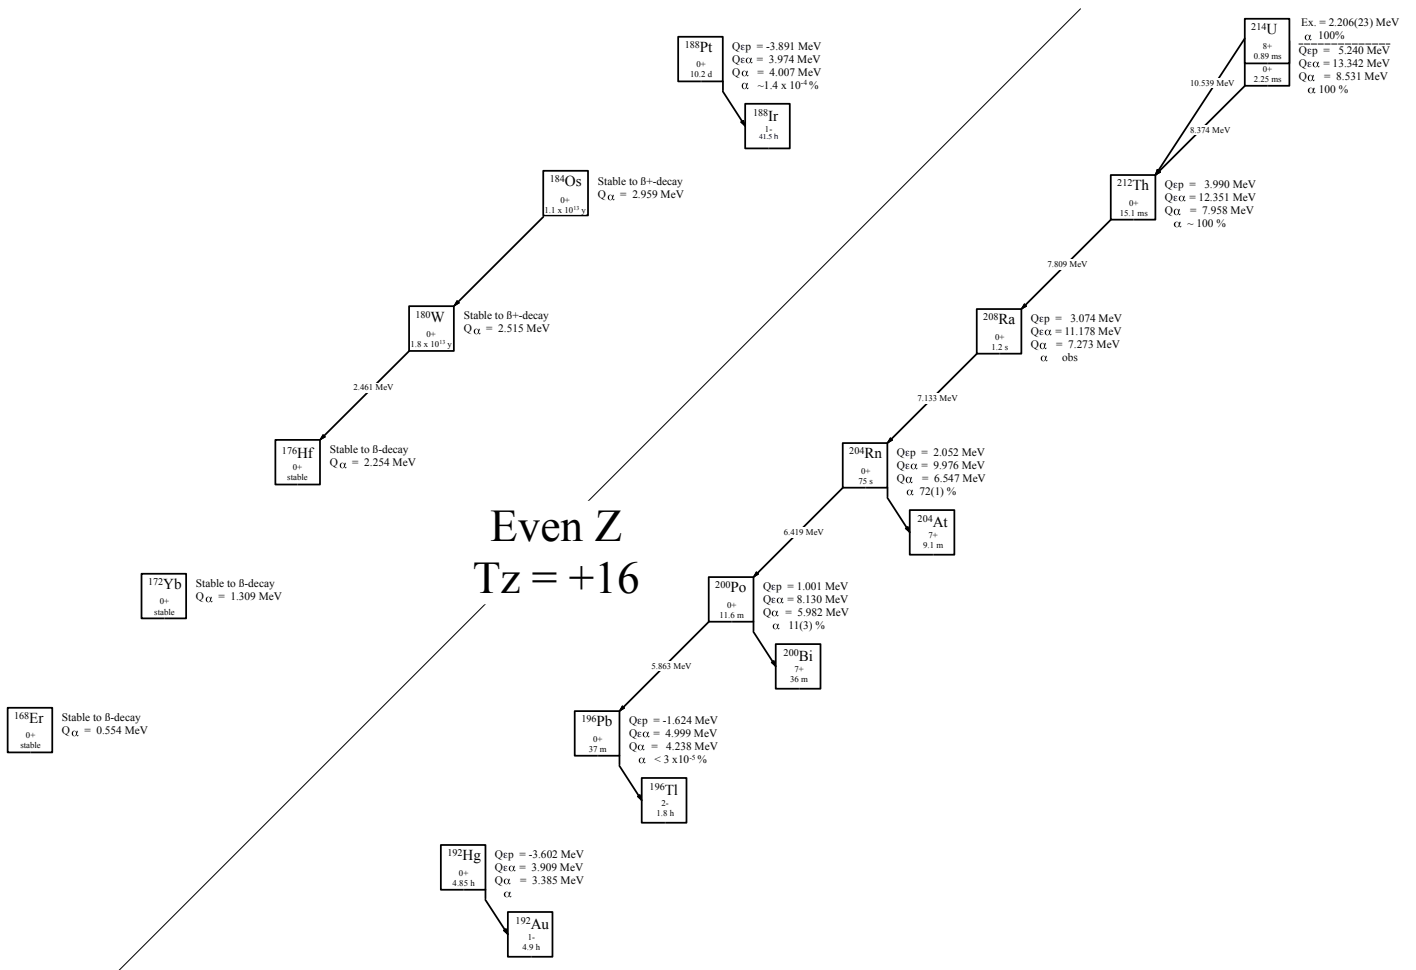 188Pt
0+
10.2 d
Qεp = -3.891 MeV
Qεα = 3.974 MeV
Qα = 4.007 MeV
α ~1.4 x 10⁻⁴ %
188Ir
1-
41.5 h
184Os
0+
1.1 x 10¹³ y
Stable to ß+-decay
Qα = 2.959 MeV
180W
0+
1.8 x 10¹³ y
Stable to ß+-decay
Qα = 2.515 MeV
2.461 MeV
176Hf
0+
stable
Stable to ß-decay
Qα = 2.254 MeV
172Yb
0+
stable
Stable to ß-decay
Qα = 1.309 MeV
168Er
0+
stable
Stable to ß-decay
Qα = 0.554 MeV
Even Z
Tz = +16
214U
8+
0.89 ms
0+
2.25 ms
Ex. = 2.206(23) MeV
α 100%
Qεp = 5.240 MeV
Qεα = 13.342 MeV
Qα = 8.531 MeV
α 100 %
10.539 MeV
8.374 MeV
212Th
0+
15.1 ms
Qεp = 3.990 MeV
Qεα = 12.351 MeV
Qα = 7.958 MeV
α ~ 100 %
7.809 MeV
208Ra
0+
1.2 s
Qεp = 3.074 MeV
Qεα = 11.178 MeV
Qα = 7.273 MeV
α obs
7.133 MeV
204Rn
0+
75 s
Qεp = 2.052 MeV
Qεα = 9.976 MeV
Qα = 6.547 MeV
α 72(1) %
204At
7+
9.1 m
6.419 MeV
200Po
0+
11.6 m
Qεp = 1.001 MeV
Qεα = 8.130 MeV
Qα = 5.982 MeV
α 11(3) %
200Bi
7+
36 m
5.863 MeV
196Pb
0+
37 m
Qεp = -1.624 MeV
Qεα = 4.999 MeV
Qα = 4.238 MeV
α < 3 x10⁻⁵ %
196Tl
2-
1.8 h
192Hg
0+
4.85 h
Qεp = -3.602 MeV
Qεα = 3.909 MeV
Qα = 3.385 MeV
α
192Au
1-
4.9 h